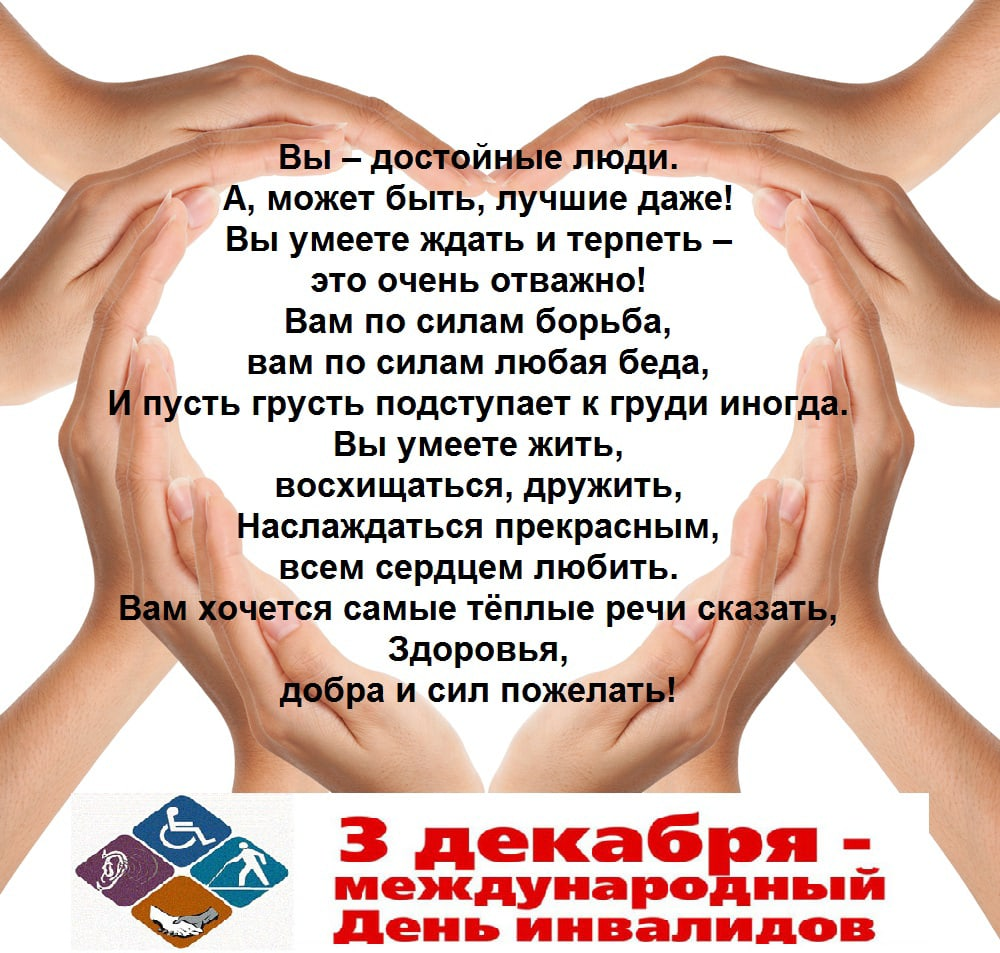 Вы – достойные люди.
А, может быть, лучшие даже!
Вы умеете ждать и терпеть –
это очень отважно!
Вам по силам борьба,
вам по силам любая беда,
И пусть грусть подступает к груди иногда.
Вы умеете жить,
восхищаться, дружить,
Наслаждаться прекрасным,
всем сердцем любить.
Вам хочется самые тёплые речи сказать,
Здоровья,
добра и сил пожелать!
3 декабря -
международный
День инвалидов